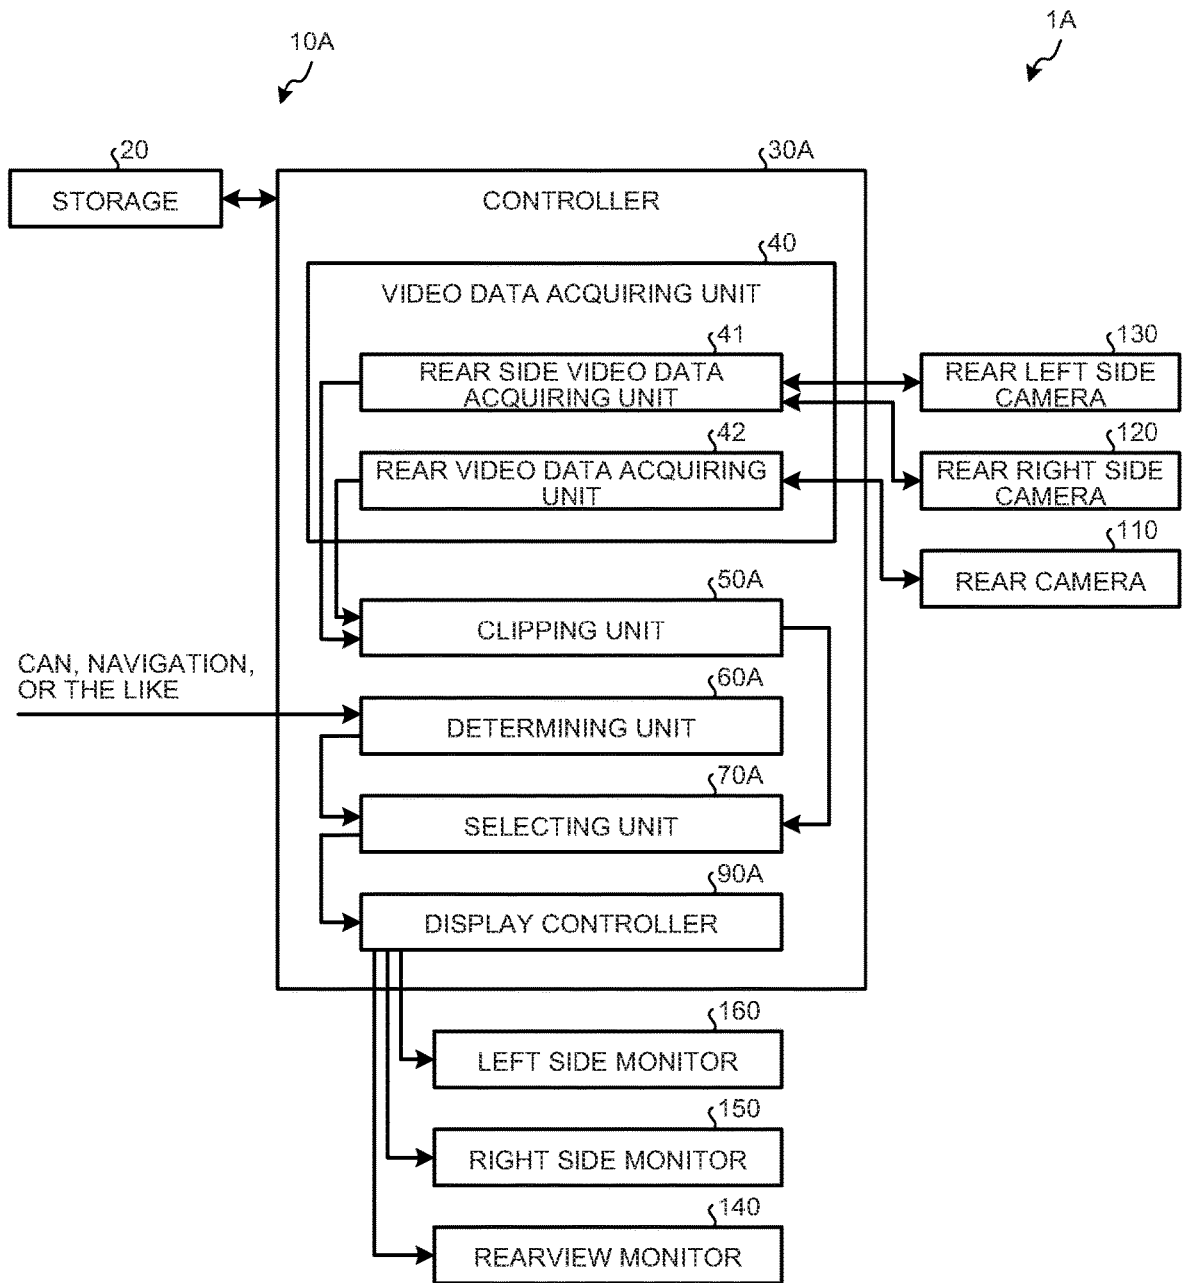 10A
1A
20
STORAGE
30A
CONTROLLER
40
VIDEO DATA ACQUIRING UNIT
41
REAR SIDE VIDEO DATA
ACQUIRING UNIT
130
REAR LEFT SIDE
CAMERA
42
REAR VIDEO DATA ACQUIRING
UNIT
120
REAR RIGHT SIDE
CAMERA
110
REAR CAMERA
50A
CLIPPING UNIT
CAN, NAVIGATION,
OR THE LIKE
60A
DETERMINING UNIT
70A
SELECTING UNIT
90A
DISPLAY CONTROLLER
160
LEFT SIDE MONITOR
150
RIGHT SIDE MONITOR
140
REARVIEW MONITOR